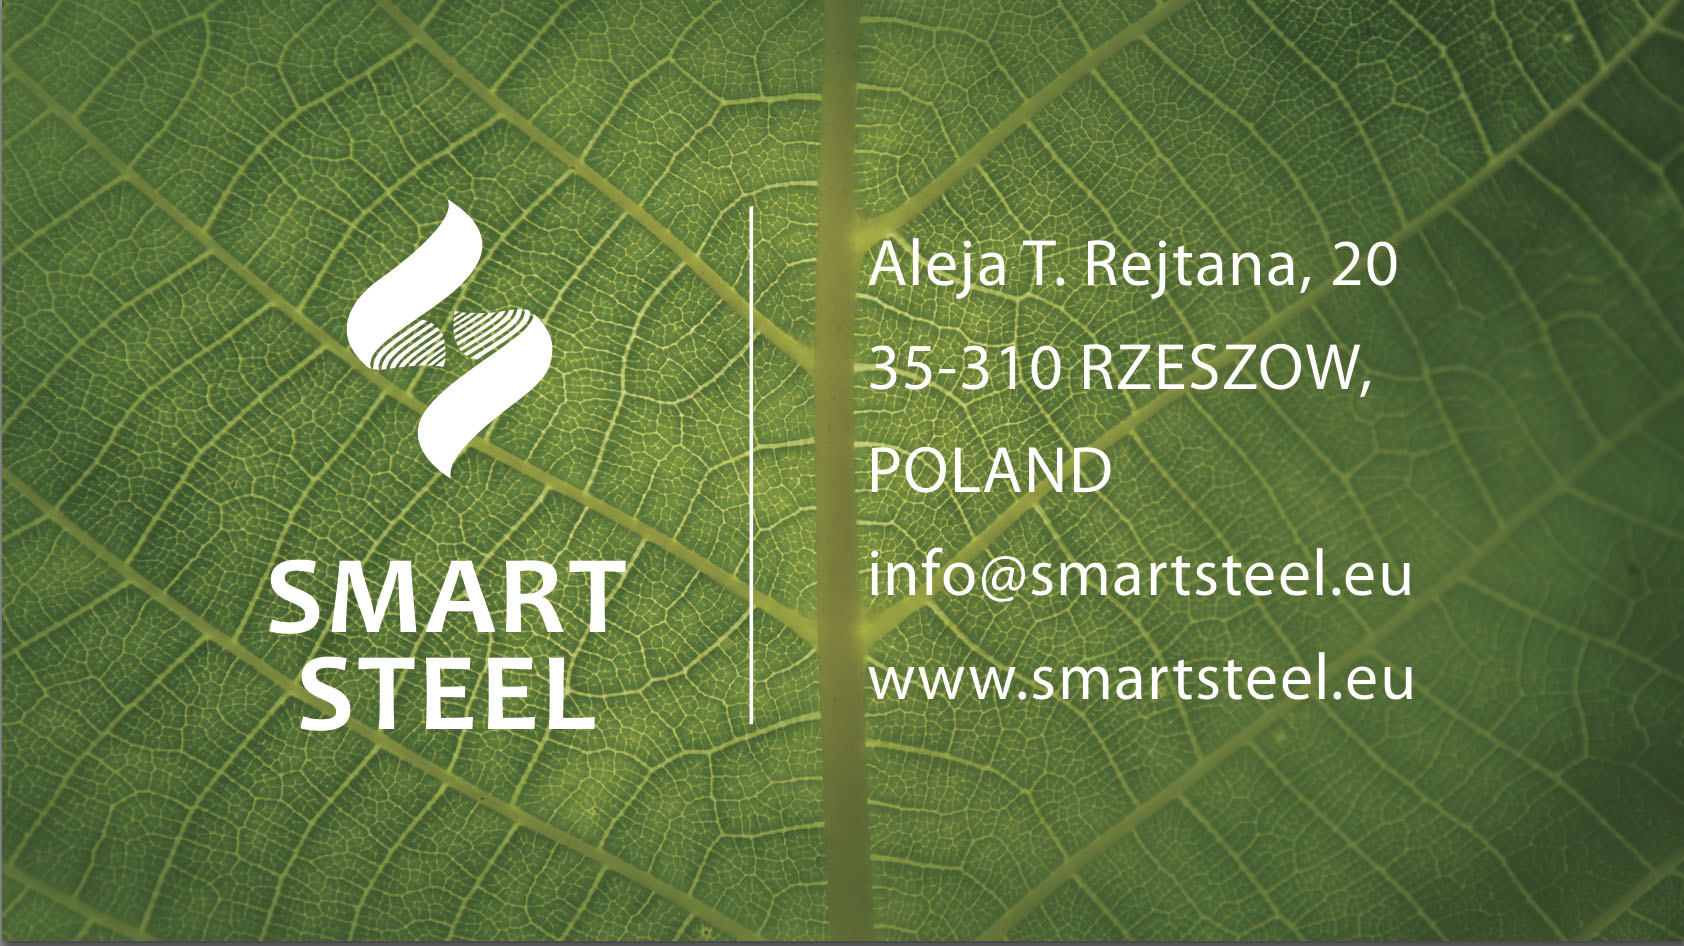 SMART
STEEL
Aleja T. Rejtana, 20
35-310 RZESZOW,
POLAND
info@smartsteel.eu
www.smartsteel.eu